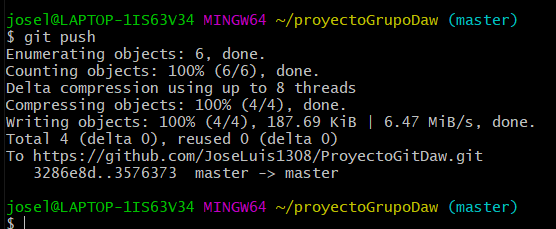 josel@LAPTOP-1IS63V34 MINGW64 ~/proyectoGrupoDaw (master)
$ git push
Enumerating objects: 6, done.
Counting objects: 100% (6/6), done.
Delta compression using up to 8 threads
Compressing objects: 100% (4/4), done.
Writing objects: 100% (4/4), 187.69 KiB | 6.47 MiB/s, done.
Total 4 (delta 0), reused 0 (delta 0)
To https://github.com/JoseLuis1308/ProyectoGitDaw.git
   3286e8d..3576373  master -> master
josel@LAPTOP-1IS63V34 MINGW64 ~/proyectoGrupoDaw (master)
$